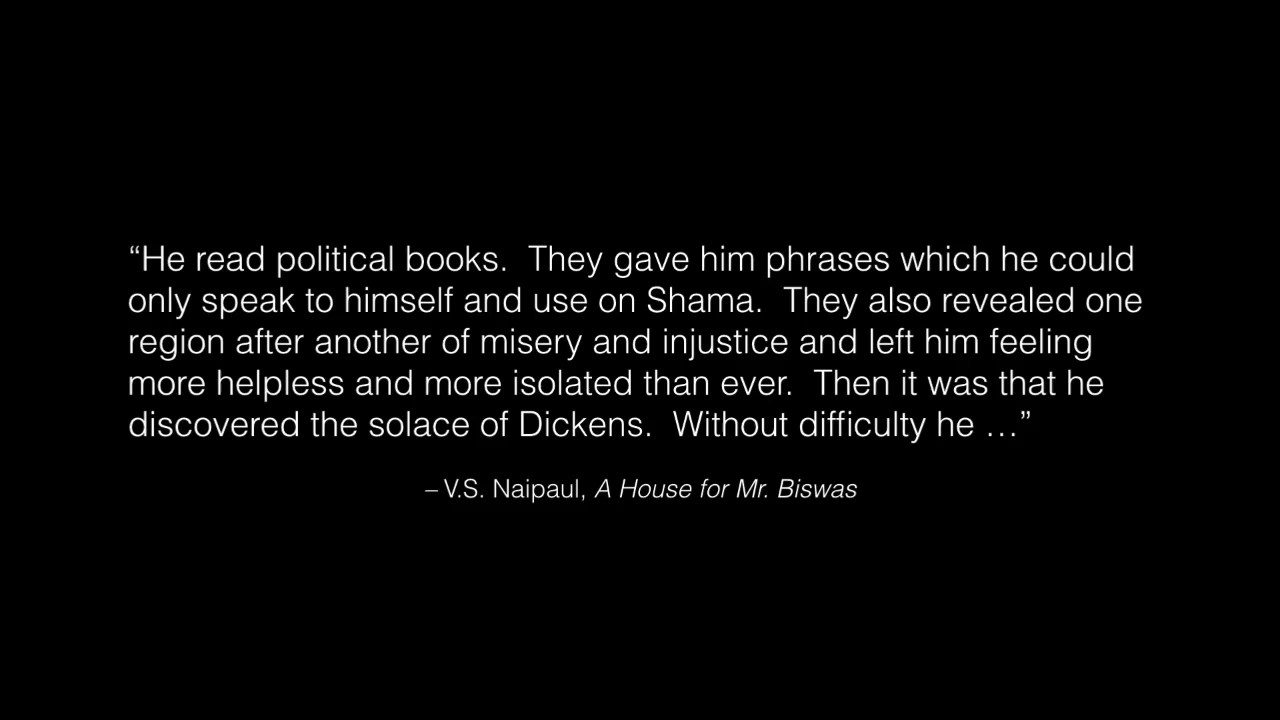 “He read political books.  They gave him phrases which he could
only speak to himself and use on Shama.  They also revealed one
region after another of misery and injustice and left him feeling
more helpless and more isolated than ever.  Then it was that he
discovered the solace of Dickens.  Without difficulty he …”
– V.S. Naipaul, A House for Mr. Biswas